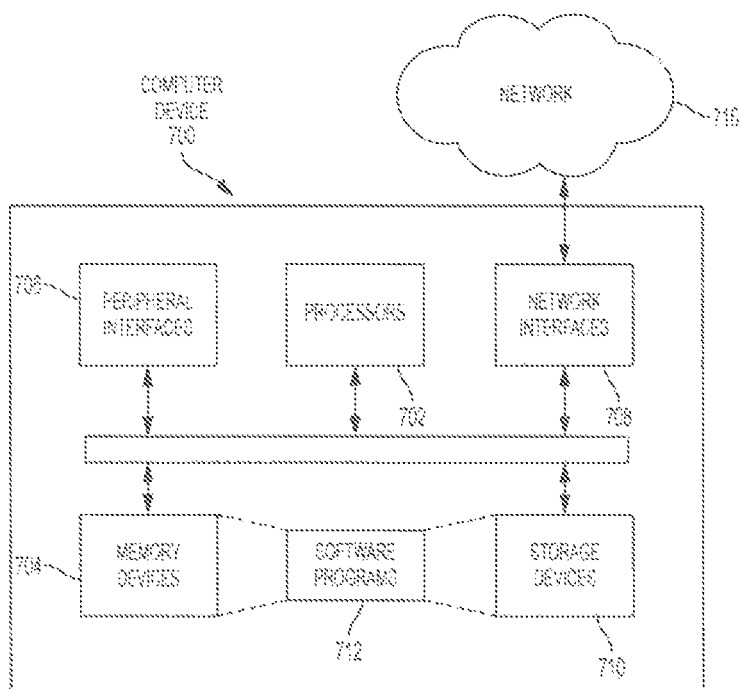 COMPUTER
DEVICE
700
NETWORK
716
706
PERIPHERAL
INTERFACES
PROCESSORS
NETWORK
INTERFACES
702
708
704
MEMORY
DEVICES
SOFTWARE
PROGRAMS
STORAGE
DEVICES
712
710